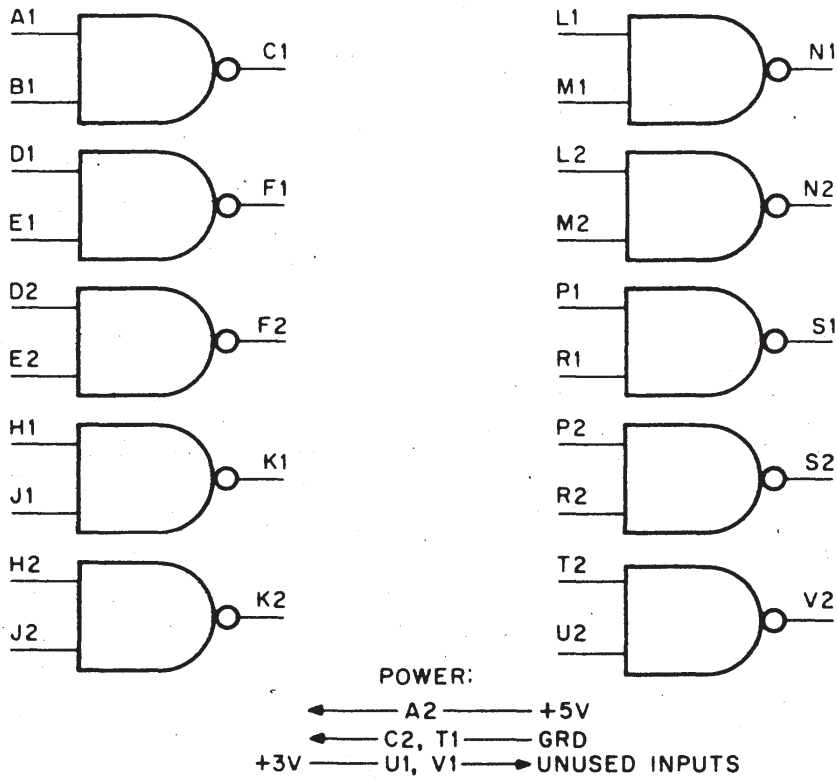 A1
B1
C1
D1
E1
F1
D2
E2
F2
H1
J1
K1
H2
J2
K2
L1
M1
N1
L2
M2
N2
P1
R1
S1
P2
R2
S2
T2
U2
V2
POWER:
A2 +5V
C2, T1 GRD
+3V U1, V1 UNUSED INPUTS